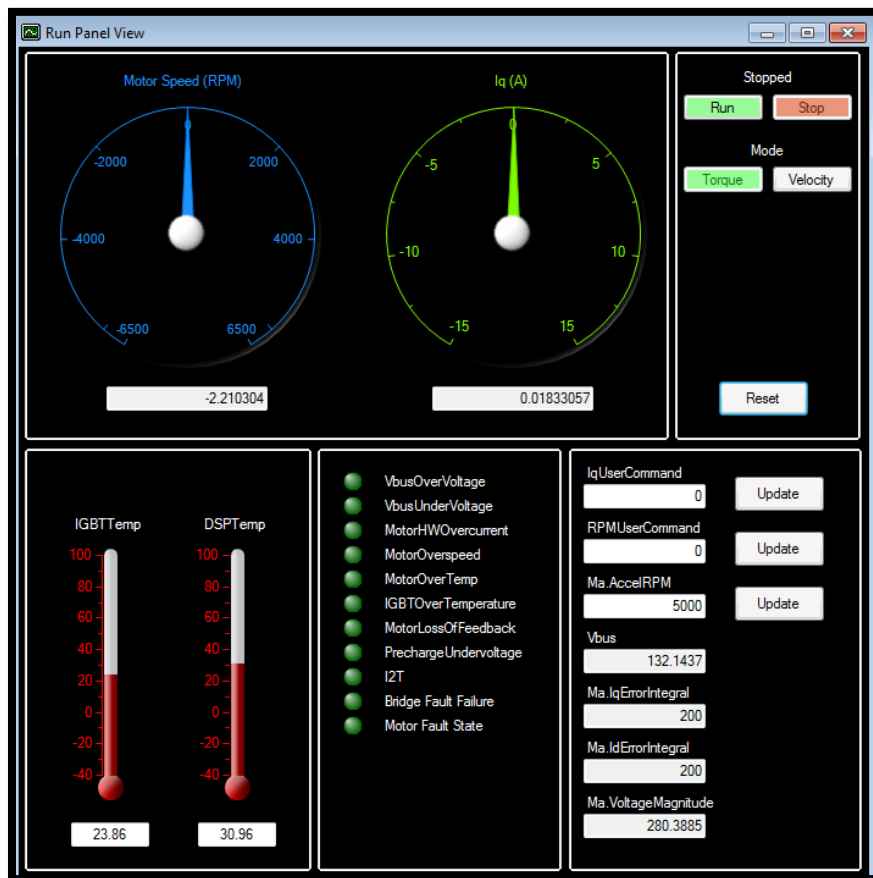 Run Panel View
Motor Speed (RPM)
0
-2000
2000
-4000
4000
-6500
6500
-2.210304
Iq (A)
0
-5
5
-10
10
-15
15
0.01833057
Stopped
Run
Stop
Mode
Torque
Velocity
Reset
IGBTTemp
100
80
60
40
20
0
-20
-40
23.86
DSPTemp
100
80
60
40
20
0
-20
-40
30.96
VbusOverVoltage
VbusUnderVoltage
MotorHWOvercurrent
MotorOverspeed
MotorOverTemp
IGBTOverTemperature
MotorLossOfFeedback
PrechargeUndervoltage
I2T
Bridge Fault Failure
Motor Fault State
IqUserCommand
0
Update
RPMUserCommand
0
Update
Ma.AccelRPM
5000
Update
Vbus
132.1437
Ma.IqErrorIntegral
200
Ma.IdErrorIntegral
200
Ma.VoltageMagnitude
280.3885